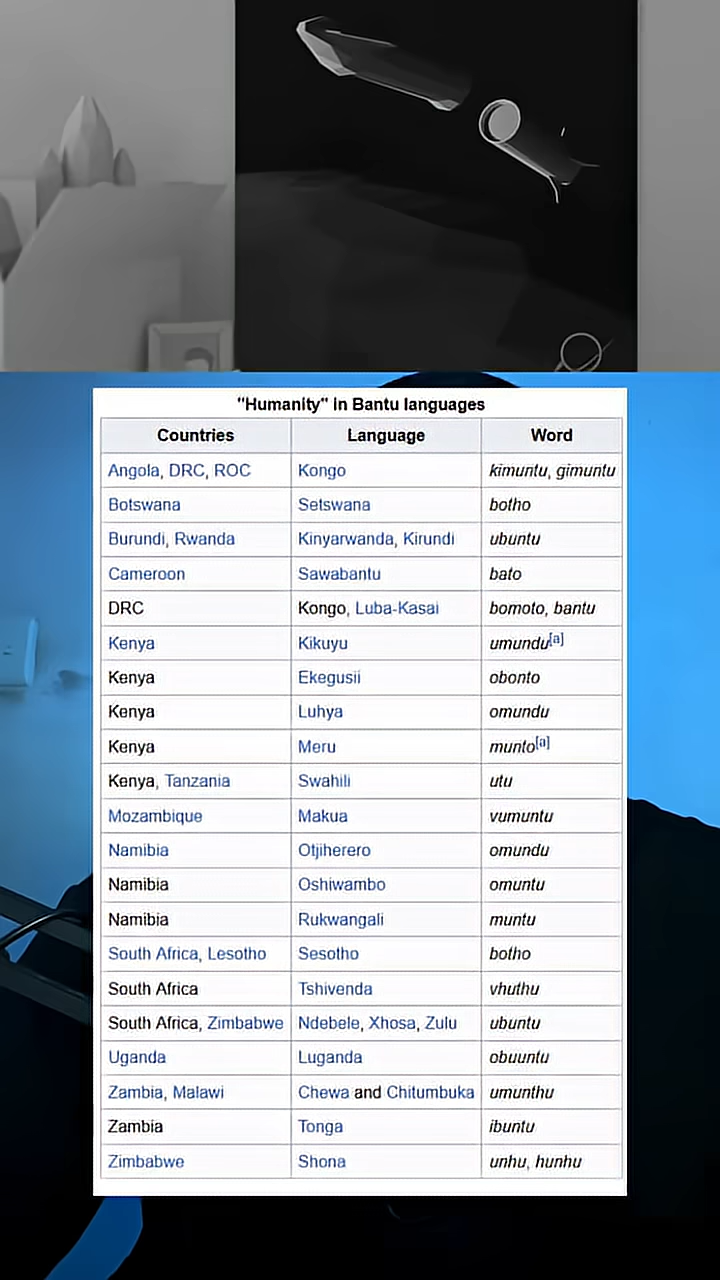 "Humanity" in Bantu languages
Countries Language Word
Angola, DRC, ROC Kongo kimuntu, gimuntu
Botswana Setswana botho
Burundi, Rwanda Kinyarwanda, Kirundi ubuntu
Cameroon Sawabantu bato
DRC Kongo, Luba-Kasai bomoto, bantu
Kenya Kikuyu umundu[a]
Kenya Ekegusii obonto
Kenya Luhya omundu
Kenya Meru munto[a]
Kenya, Tanzania Swahili utu
Mozambique Makua vumuntu
Namibia Otjiherero omundu
Namibia Oshiwambo omuntu
Namibia Rukwangali muntu
South Africa, Lesotho Sesotho botho
South Africa Tshivenda vhuthu
South Africa, Zimbabwe Ndebele, Xhosa, Zulu ubuntu
Uganda Luganda obuuntu
Zambia, Malawi Chewa and Chitumbuka umunthu
Zambia Tonga ibuntu
Zimbabwe Shona unhu, hunhu